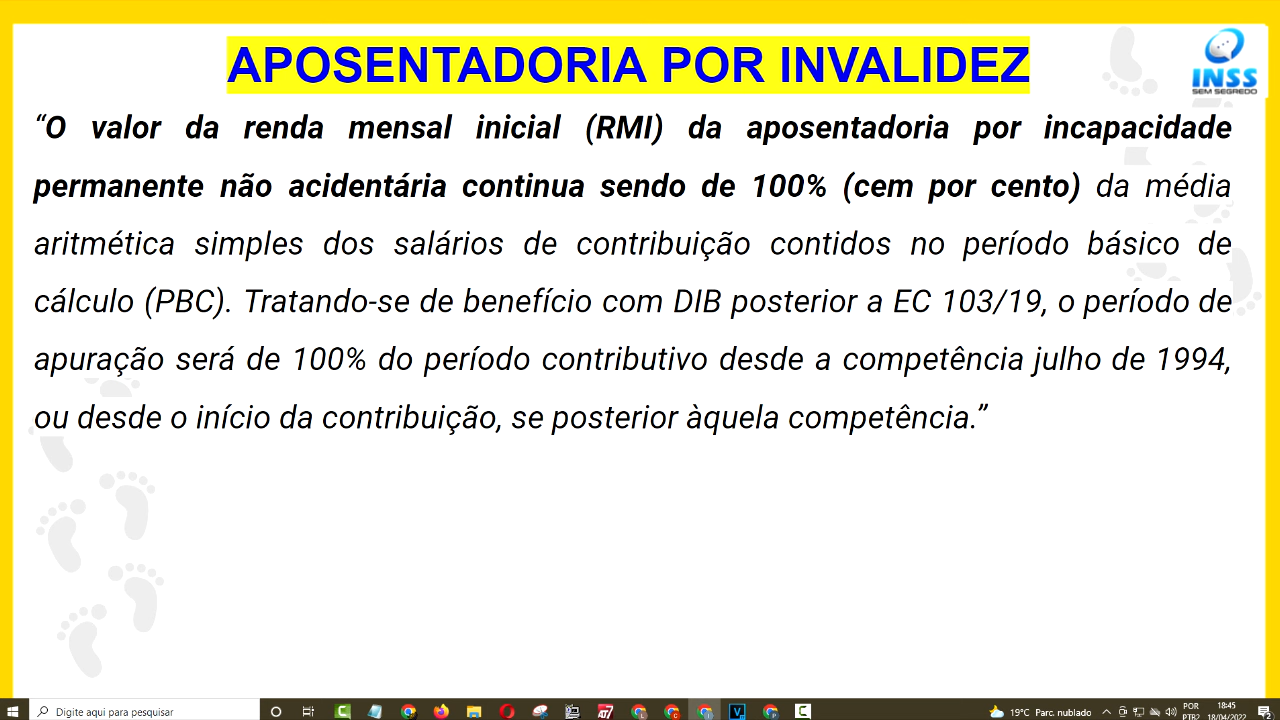 APOSENTADORIA POR INVALIDEZ
INSS
SEM SEGREDO
“O valor da renda mensal inicial (RMI) da aposentadoria por incapacidade
permanente não acidentária continua sendo de 100% (cem por cento) da média
aritmética simples dos salários de contribuição contidos no período básico de
cálculo (PBC). Tratando-se de benefício com DIB posterior a EC 103/19, o período de
apuração será de 100% do período contributivo desde a competência julho de 1994,
ou desde o início da contribuição, se posterior àquela competência.”
Digite aqui para pesquisar
19°C Parc. nublado
POR
PTB2
18:45
18/04/2022